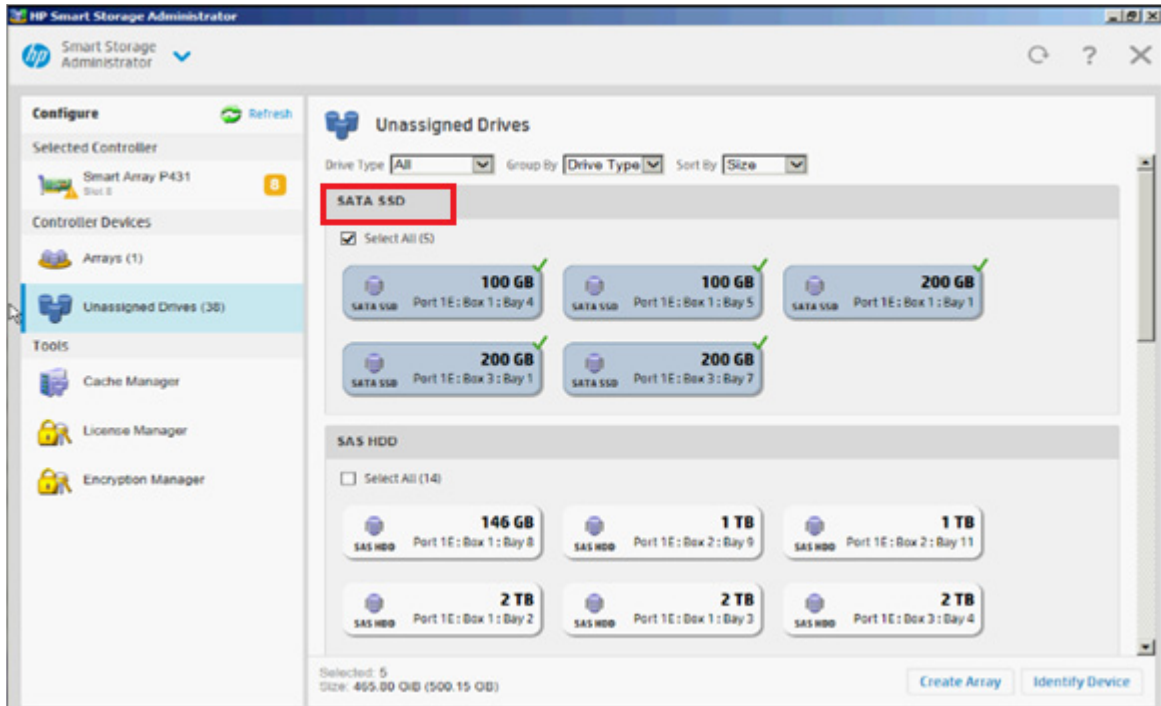 HP Smart Storage Administrator
hp
Smart Storage
Administrator
?
Configure
Refresh
Selected Controller
Smart Array P431
Slot 8
8
Controller Devices
Arrays (1)
Unassigned Drives (38)
Tools
Cache Manager
License Manager
Encryption Manager
Unassigned Drives
Drive Type All Group By Drive Type Sort By Size
SATA SSD
Select All (5)
100 GB
SATA SSD Port 1E : Box 1 : Bay 4
100 GB
SATA SSD Port 1E : Box 1 : Bay 5
200 GB
SATA SSD Port 1E : Box 1 : Bay 1
200 GB
SATA SSD Port 1E : Box 3 : Bay 1
200 GB
SATA SSD Port 1E : Box 3 : Bay 7
SAS HDD
Select All (14)
146 GB
SAS HDD Port 1E : Box 1 : Bay 8
1 TB
SAS HDD Port 1E : Box 2 : Bay 9
1 TB
SAS HDD Port 1E : Box 2 : Bay 11
2 TB
SAS HDD Port 1E : Box 1 : Bay 2
2 TB
SAS HDD Port 1E : Box 1 : Bay 3
2 TB
SAS HDD Port 1E : Box 3 : Bay 4
Selected: 5
Size: 465.80 GiB (500.15 GB)
Create Array
Identify Device